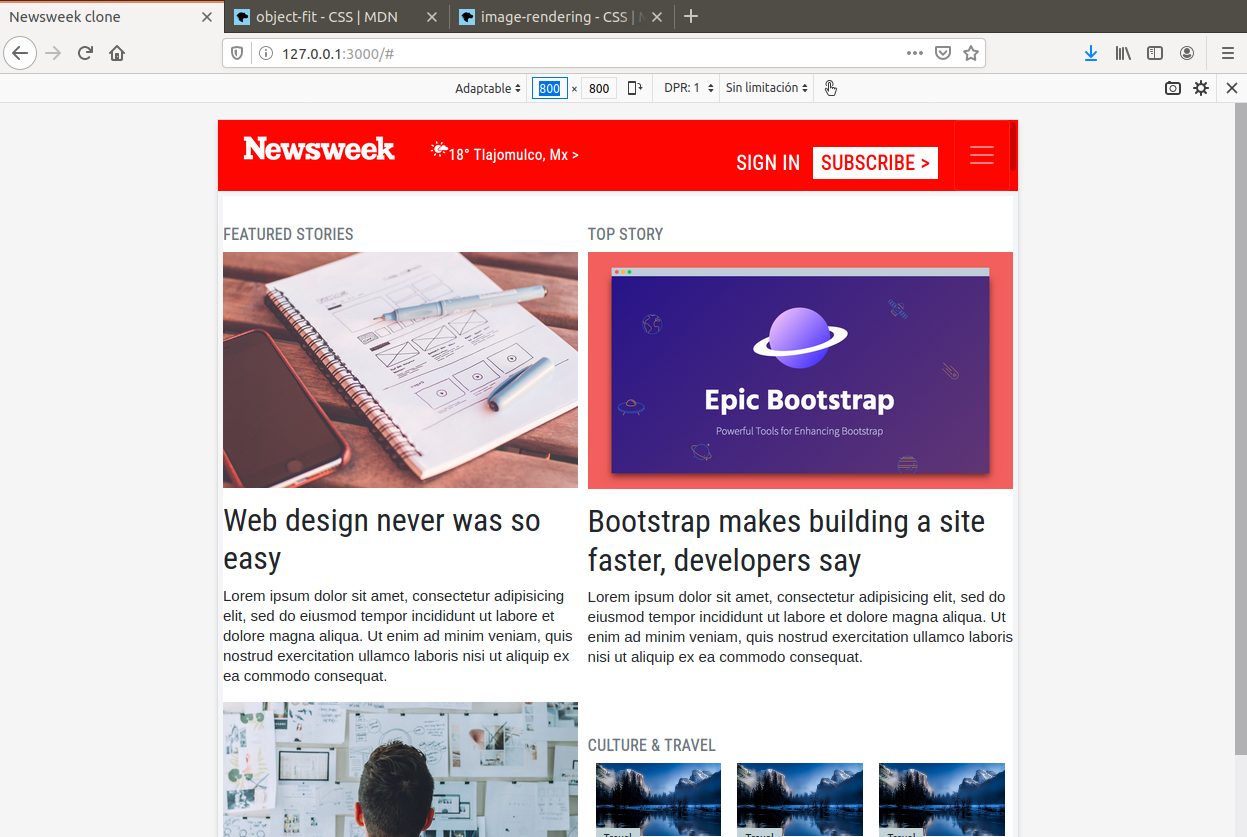 Newsweek clone
object-fit - CSS | MDN
image-rendering - CSS |
127.0.0.1:3000/#
Adaptable
800 × 800
DPR: 1
Sin limitación
Newsweek
18° Tlajomulco, Mx >
SIGN IN
SUBSCRIBE >
FEATURED STORIES
Web design never was so
easy
Lorem ipsum dolor sit amet, consectetur adipisicing
elit, sed do eiusmod tempor incididunt ut labore et
dolore magna aliqua. Ut enim ad minim veniam, quis
nostrud exercitation ullamco laboris nisi ut aliquip ex
ea commodo consequat.
TOP STORY
Epic Bootstrap
Powerful Tools for Enhancing Bootstrap
Bootstrap makes building a site
faster, developers say
Lorem ipsum dolor sit amet, consectetur adipisicing elit, sed do
eiusmod tempor incididunt ut labore et dolore magna aliqua. Ut
enim ad minim veniam, quis nostrud exercitation ullamco laboris
nisi ut aliquip ex ea commodo consequat.
CULTURE & TRAVEL
Travel
Travel
Travel